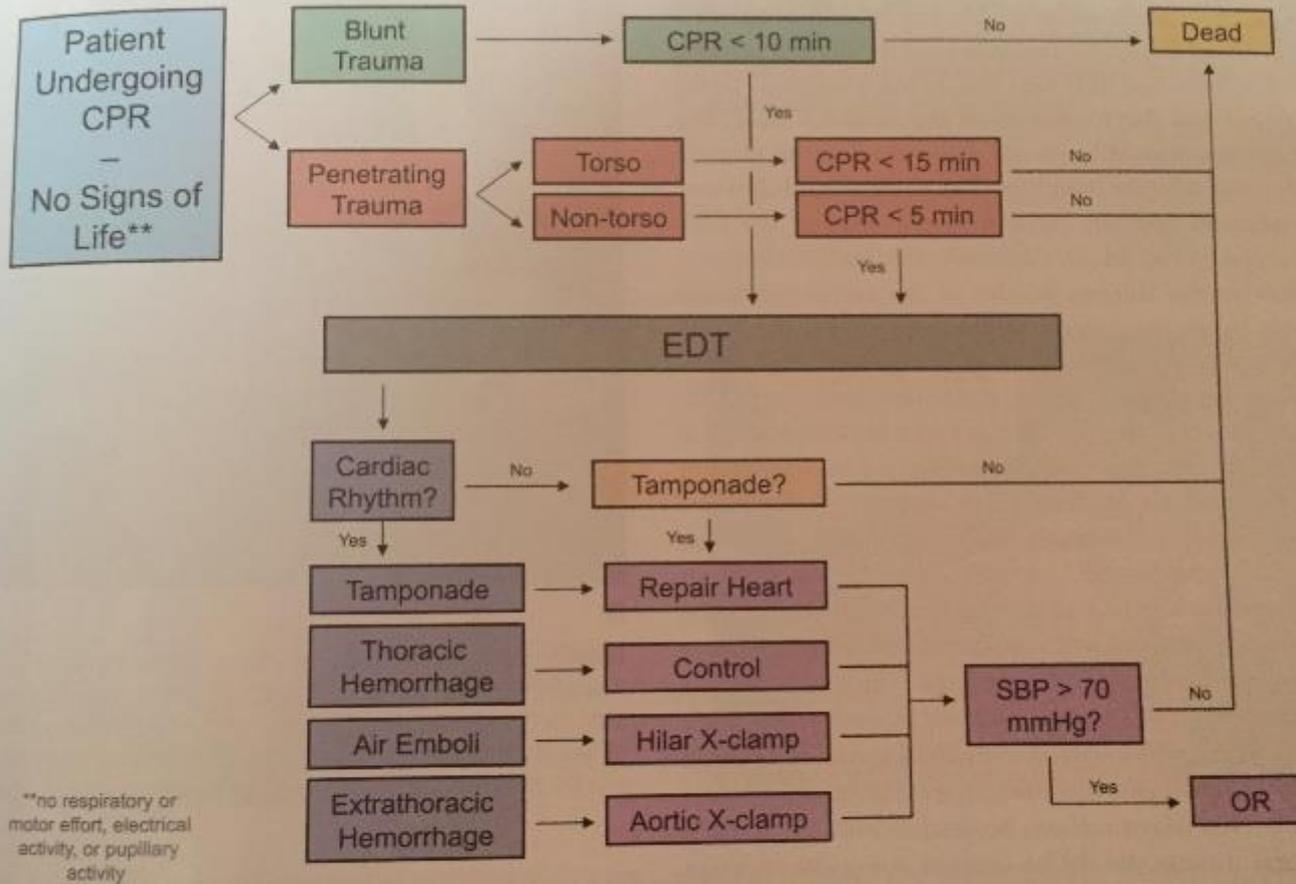 Patient
Undergoing
CPR
–
No Signs of
Life**
Blunt
Trauma
CPR < 10 min
No
Dead
Yes
Penetrating
Trauma
Torso
CPR < 15 min
No
Non-torso
CPR < 5 min
No
Yes
EDT
Cardiac
Rhythm?
No
Tamponade?
No
Yes
Yes
Tamponade
Repair Heart
Thoracic
Hemorrhage
Control
Air Emboli
Hilar X-clamp
Extrathoracic
Hemorrhage
Aortic X-clamp
SBP > 70
mmHg?
No
Yes
OR
**no respiratory or
motor effort, electrical
activity, or pupillary
activity